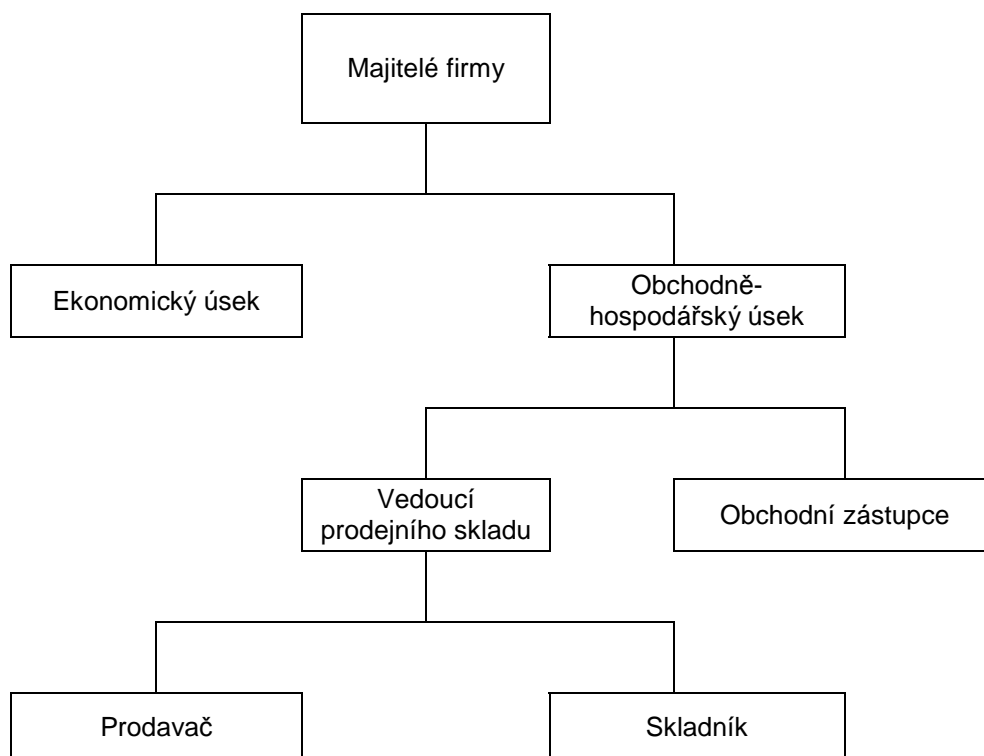 Majitelé firmy
Ekonomický úsek
Obchodně-
hospodářský úsek
Vedoucí
prodejního skladu
Obchodní zástupce
Prodavač
Skladník